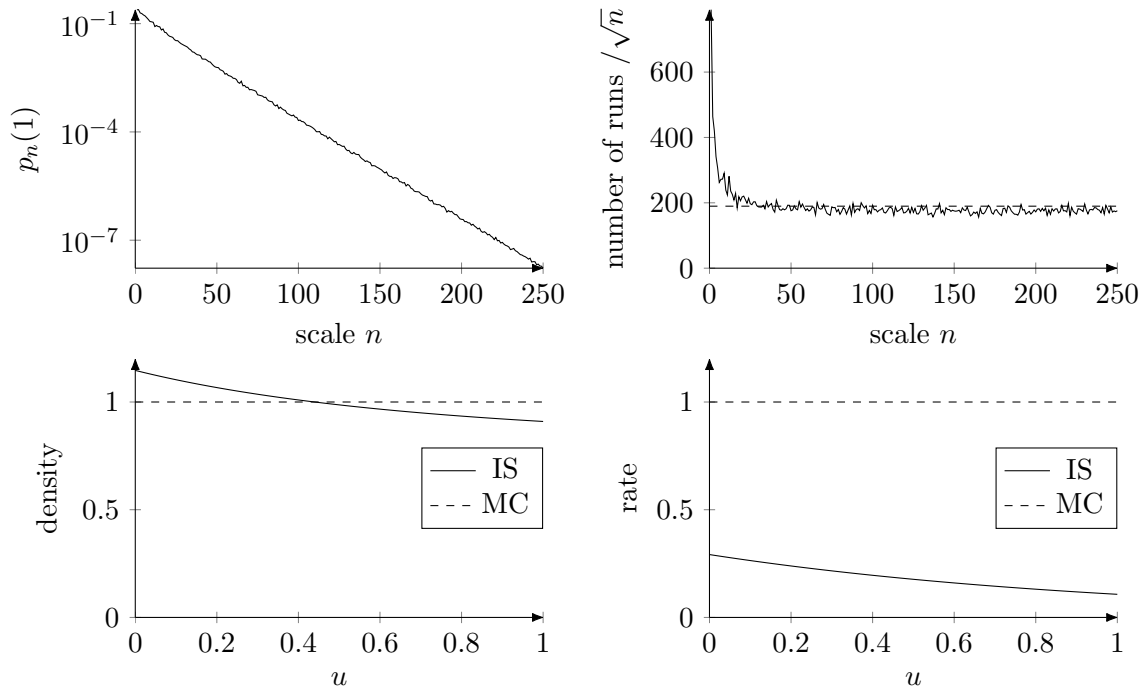 10^{-1}
10^{-4}
10^{-7}
p_n(1)
0 50 100 150 200 250
scale n
600
400
200
0
number of runs /\sqrt{n}
0 50 100 150 200 250
scale n
1
0.5
0
density
IS
MC
0 0.2 0.4 0.6 0.8 1
u
1
0.5
0
rate
IS
MC
0 0.2 0.4 0.6 0.8 1
u